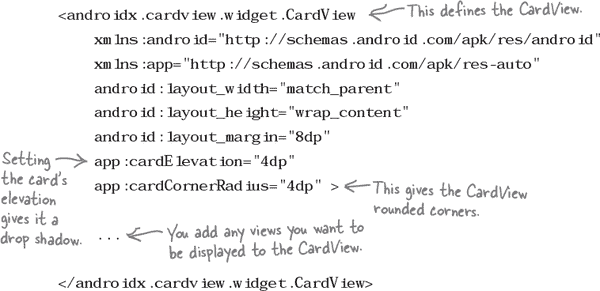 <androidx.cardview.widget.CardView
This defines the CardView.
xmlns:android="http://schemas.android.com/apk/res/android"
xmlns:app="http://schemas.android.com/apk/res-auto"
android:layout_width="match_parent"
android:layout_height="wrap_content"
android:layout_margin="8dp"
Setting
the card's
elevation
gives it a
drop shadow.
app:cardElevation="4dp"
app:cardCornerRadius="4dp" >
This gives the CardView
rounded corners.
...
You add any views you want to
be displayed to the CardView.
</androidx.cardview.widget.CardView>